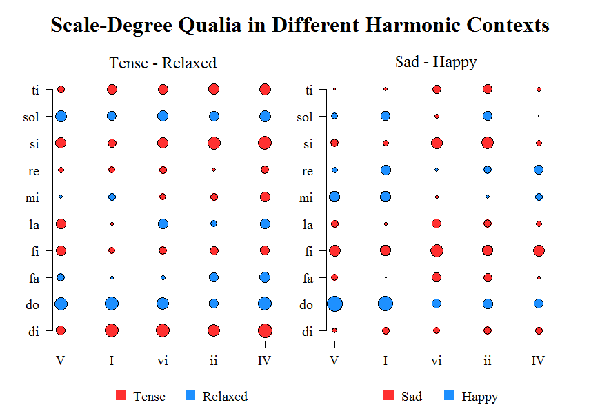 Scale-Degree Qualia in Different Harmonic Contexts
Tense - Relaxed
ti
sol
si
re
mi
la
fi
fa
do
di
V I vi ii IV
Tense Relaxed
Sad - Happy
ti
sol
si
re
mi
la
fi
fa
do
di
V I vi ii IV
Sad Happy